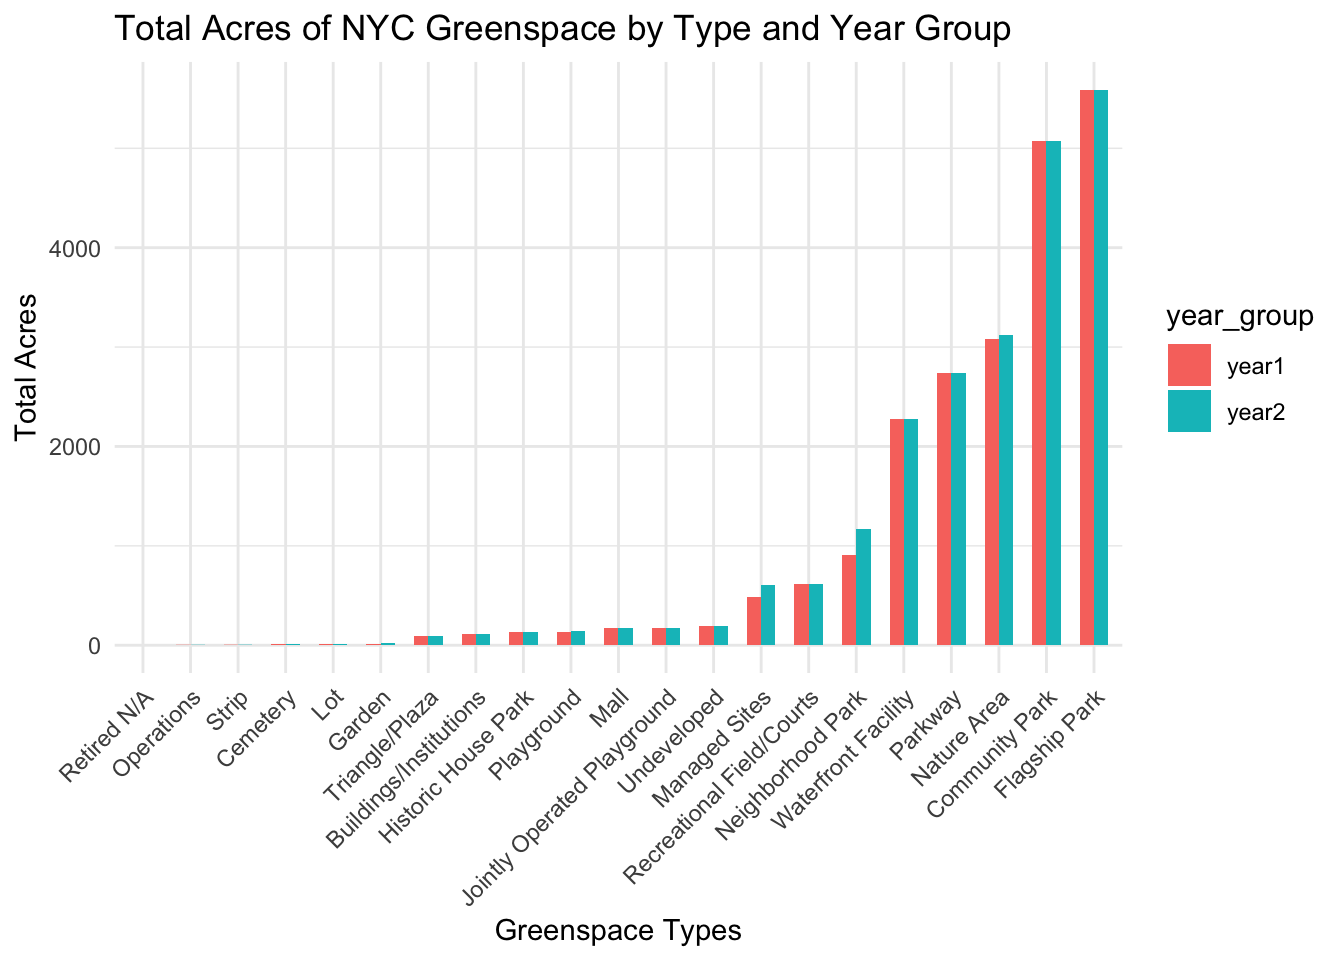 Total Acres of NYC Greenspace by Type and Year Group
Total Acres
4000
2000
0
year_group
year1
year2
Retired N/A
Operations
Strip
Cemetery
Lot
Garden
Triangle/Plaza
Buildings/Institutions
Historic House Park
Playground
Mall
Jointly Operated Playground
Undeveloped
Managed Sites
Recreational Field/Courts
Neighborhood Park
Waterfront Facility
Parkway
Nature Area
Community Park
Flagship Park
Greenspace Types